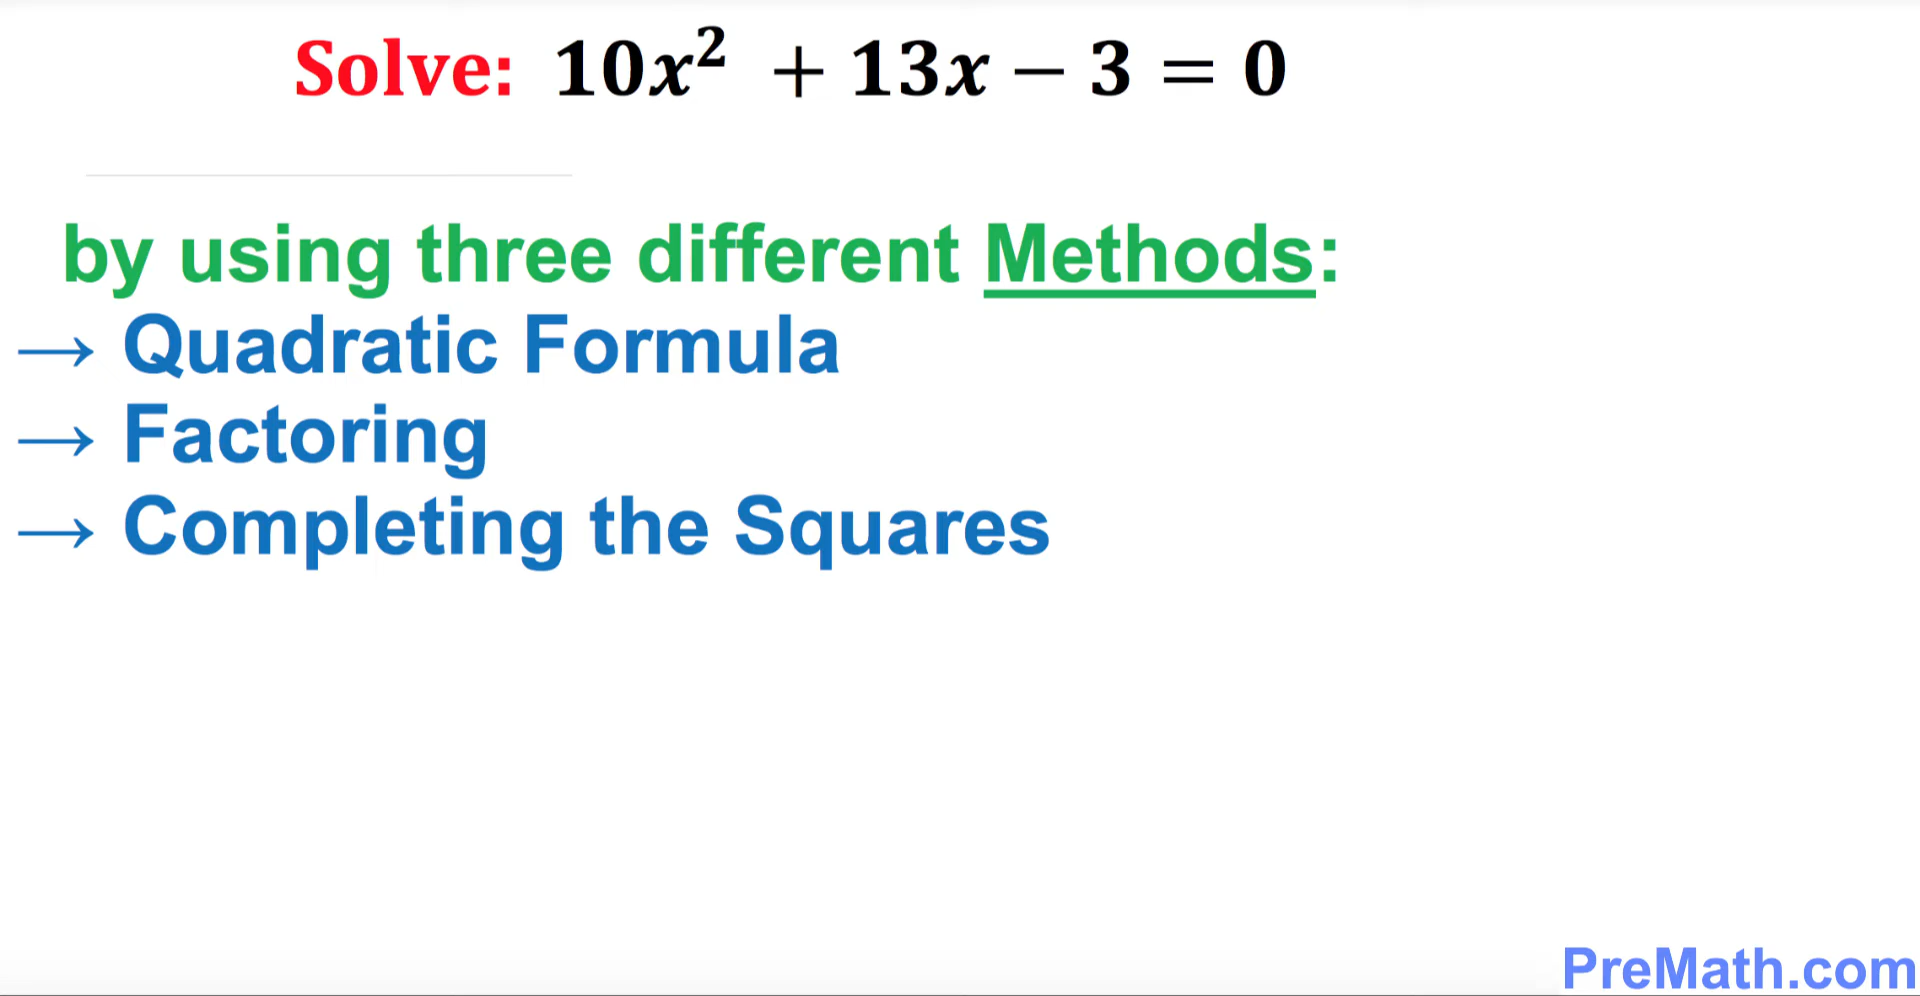 Solve: 10x² + 13x − 3 = 0
by using three different Methods:
→ Quadratic Formula
→ Factoring
→ Completing the Squares
PreMath.com